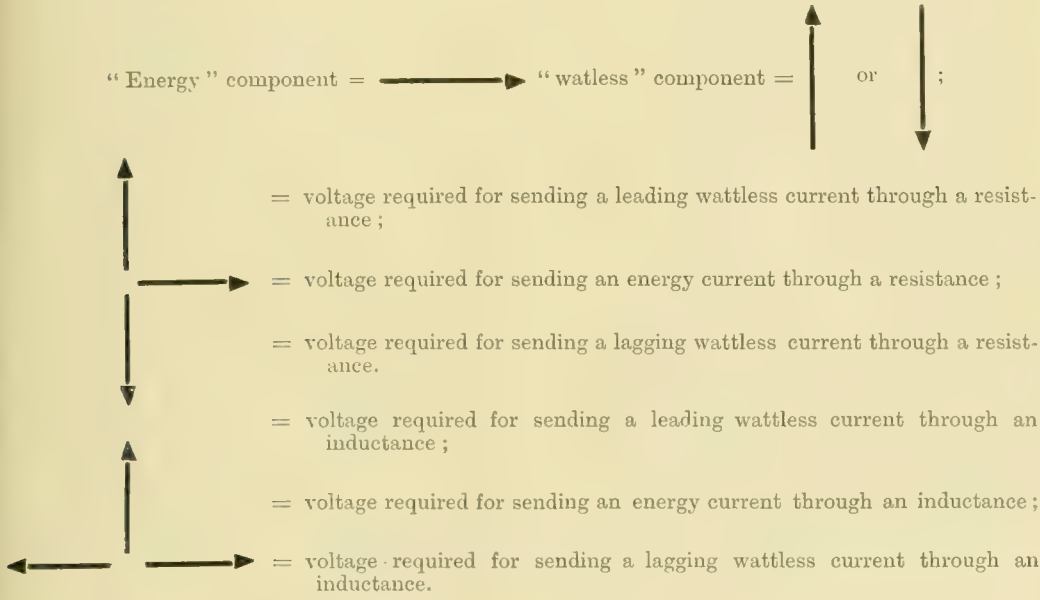 “ Energy ” component = “ watless ” component = or ;
= voltage required for sending a leading wattless current through a resist-
ance ;
= voltage required for sending an energy current through a resistance ;
= voltage required for sending a lagging wattless current through a resist-
ance.
= voltage required for sending a leading wattless current through an
inductance ;
= voltage required for sending an energy current through an inductance ;
= voltage required for sending a lagging wattless current through an
inductance.